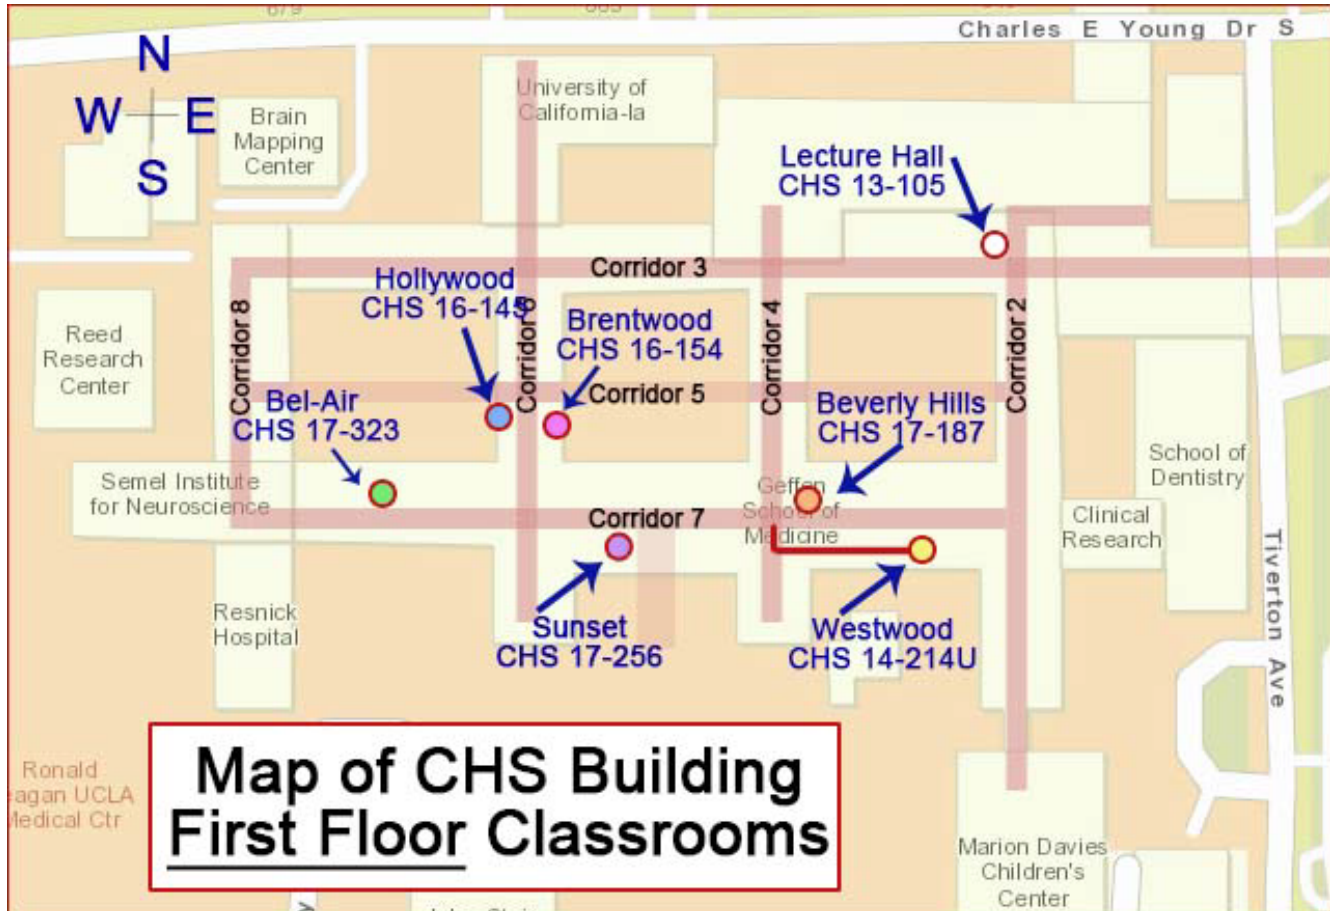 Charles E Young Dr S
N
W E
S
Brain
Mapping
Center
University of
California-la
Lecture Hall
CHS 13-105
Corridor 3
Hollywood
CHS 16-145
Brentwood
CHS 16-154
Corridor 8
Corridor 6
Corridor 4
Corridor 2
Reed
Research
Center
Corridor 5
Bel-Air
CHS 17-323
Beverly Hills
CHS 17-187
School of
Dentistry
Semel Institute
for Neuroscience
Geffen
School of
Medicine
Corridor 7
Clinical
Research
Tiverton Ave
Resnick
Hospital
Sunset
CHS 17-256
Westwood
CHS 14-214U
Map of CHS Building
First Floor Classrooms
Ronald
eagan UCLA
Medical Ctr
Marion Davies
Children's
Center